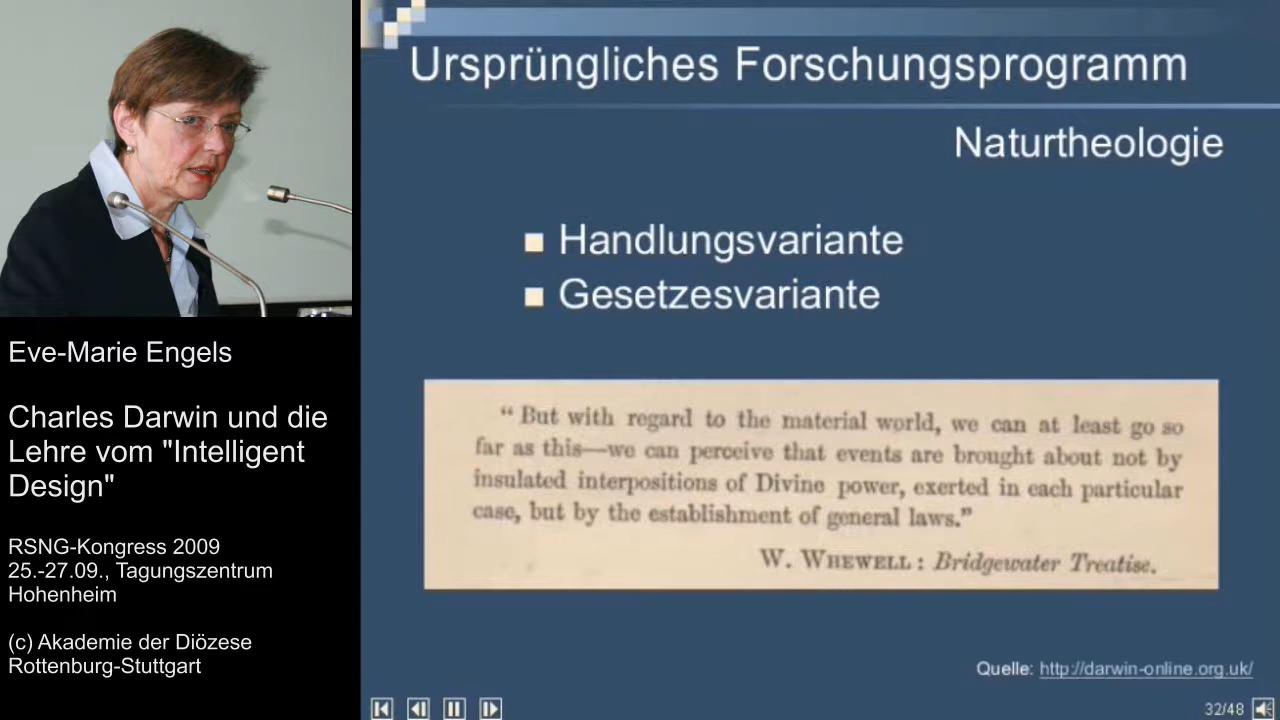 Eve-Marie Engels
Charles Darwin und die
Lehre vom "Intelligent
Design"
RSNG-Kongress 2009
25.-27.09., Tagungszentrum
Hohenheim
(c) Akademie der Diözese
Rottenburg-Stuttgart
Ursprüngliches Forschungsprogramm
Naturtheologie
Handlungsvariante
Gesetzesvariante
“ But with regard to the material world, we can at least go so
far as this—we can perceive that events are brought about not by
insulated interpositions of Divine power, exerted in each particular
case, but by the establishment of general laws.”
W. WHEWELL : Bridgewater Treatise.
Quelle: http://darwin-online.org.uk/
32/48